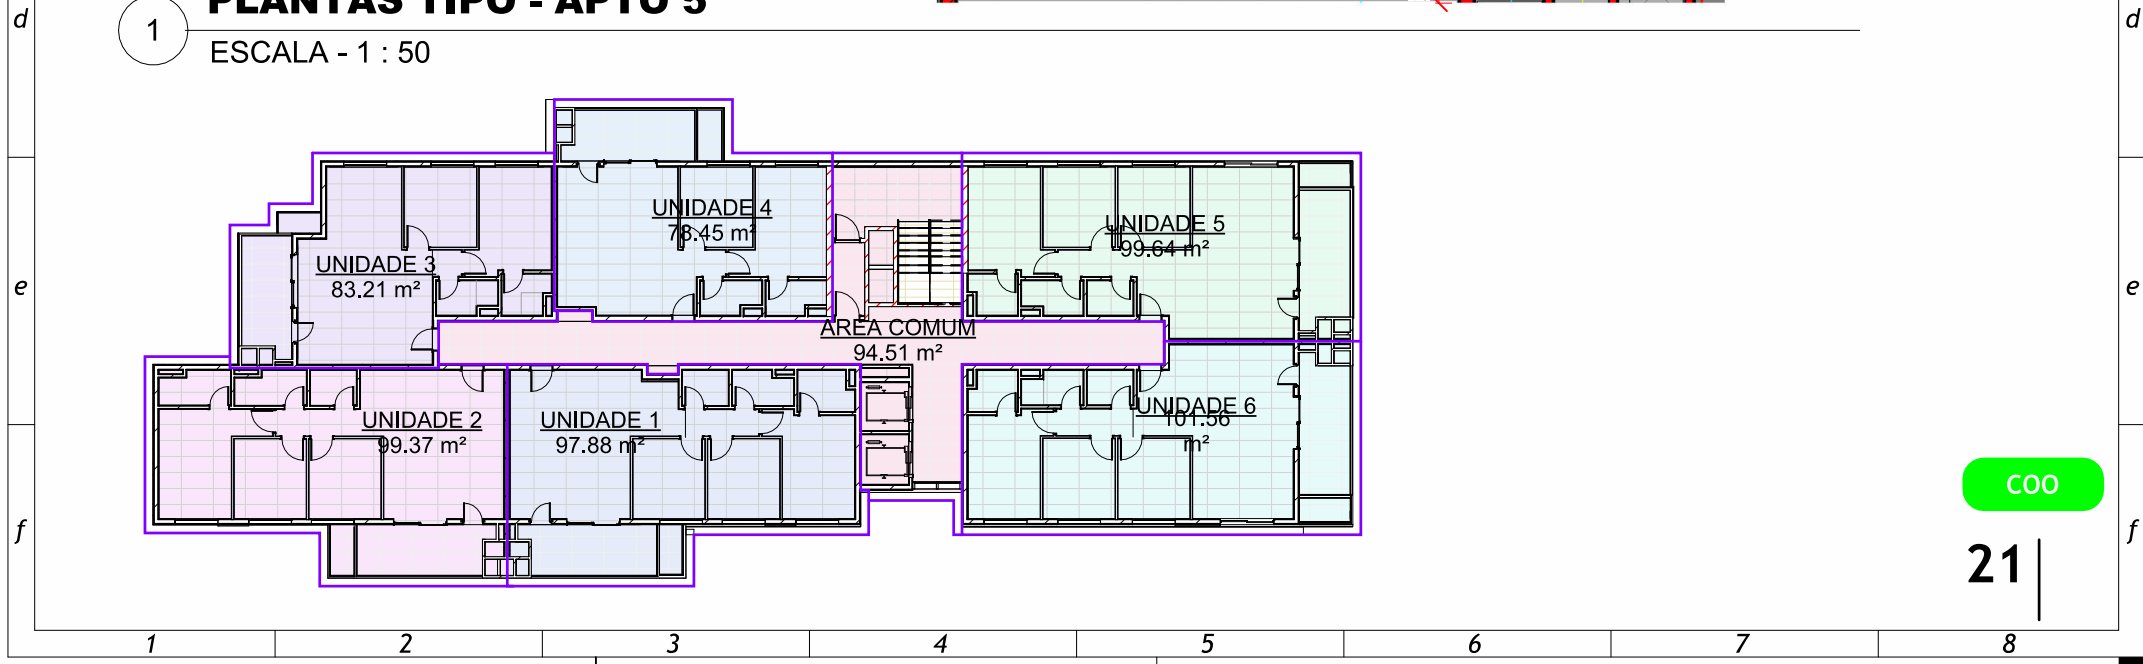 d
d
PLANTAS TIPO - APTO 5
1
ESCALA - 1 : 50
UNIDADE 4
78.45 m²
UNIDADE 5
99.64 m²
UNIDADE 3
83.21 m²
e
e
ÁREA COMUM
94.51 m²
UNIDADE 2
99.37 m²
UNIDADE 1
97.88 m²
UNIDADE 6
101.56
m²
COO
f
f
21
1
2
3
4
5
6
7
8